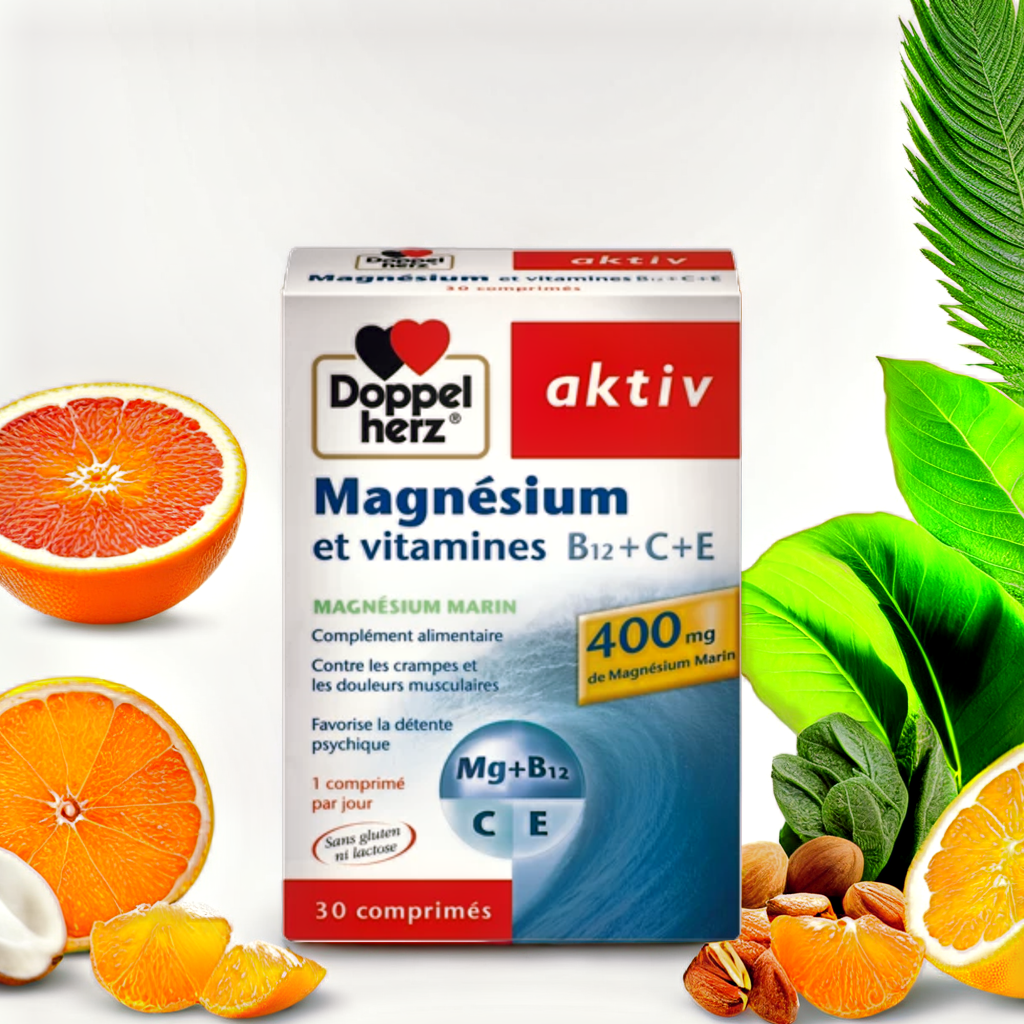 Doppel
herz
aktiv
Magnésium et vitamines B12+C+E
30 comprimés
Doppel
herz®
aktiv
Magnésium
et vitamines B12+C+E
MAGNÉSIUM MARIN
Complément alimentaire
Contre les crampes et
les douleurs musculaires
400 mg
de Magnésium Marin
Favorise la détente
psychique
1 comprimé
par jour
Sans gluten
ni lactose
Mg+B12
C E
30 comprimés